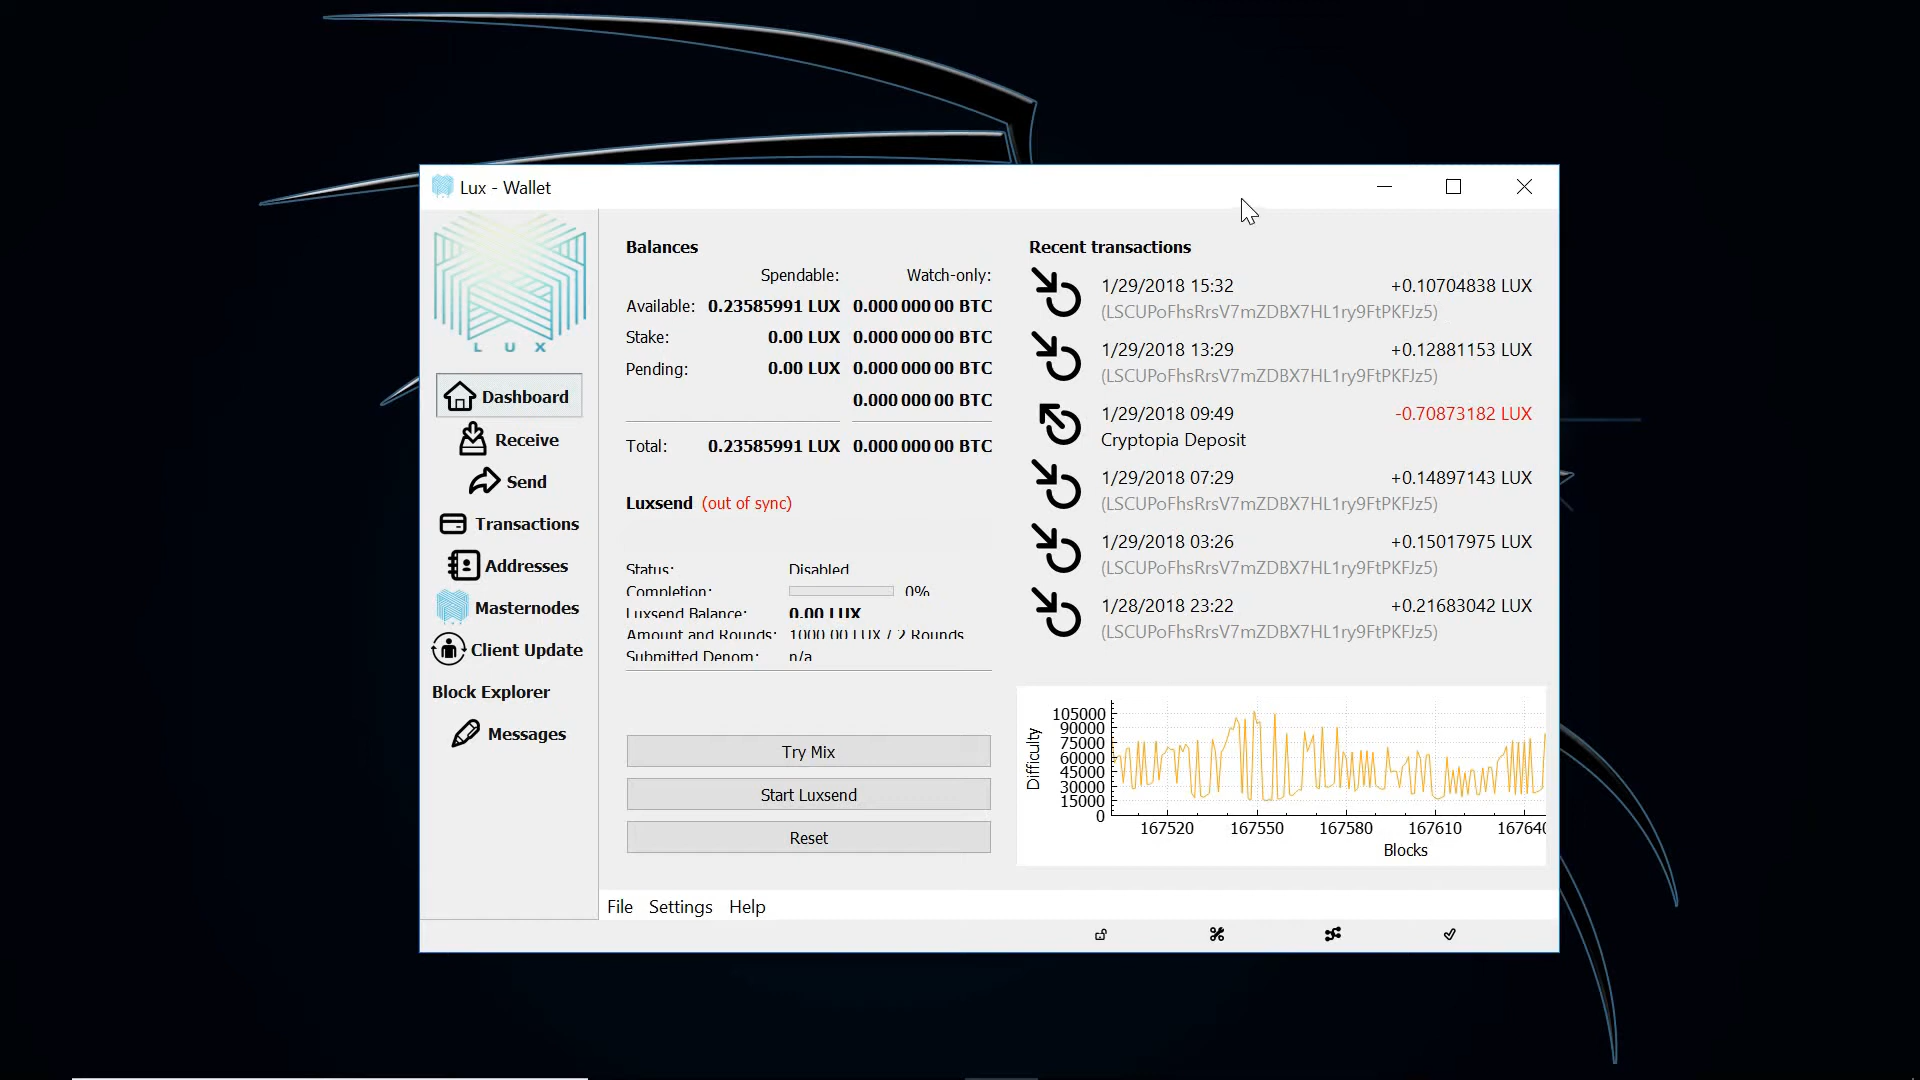 Lux - Wallet
L U X
Dashboard
Receive
Send
Transactions
Addresses
Masternodes
Client Update
Block Explorer
Messages
Balances
Spendable: Watch-only:
Available: 0.23585991 LUX 0.000 000 00 BTC
Stake: 0.00 LUX 0.000 000 00 BTC
Pending: 0.00 LUX 0.000 000 00 BTC
0.000 000 00 BTC
Total: 0.23585991 LUX 0.000 000 00 BTC
Luxsend (out of sync)
Status: Disabled
Completion: 0%
Luxsend Balance: 0.00 LUX
Amount and Rounds: 1000.00 LUX / 2 Rounds
Submitted Denom: n/a
Try Mix
Start Luxsend
Reset
Recent transactions
1/29/2018 15:32 +0.10704838 LUX
(LSCUPoFhsRrsV7mZDBX7HL1ry9FtPKFJz5)
1/29/2018 13:29 +0.12881153 LUX
(LSCUPoFhsRrsV7mZDBX7HL1ry9FtPKFJz5)
1/29/2018 09:49 -0.70873182 LUX
Cryptopia Deposit
1/29/2018 07:29 +0.14897143 LUX
(LSCUPoFhsRrsV7mZDBX7HL1ry9FtPKFJz5)
1/29/2018 03:26 +0.15017975 LUX
(LSCUPoFhsRrsV7mZDBX7HL1ry9FtPKFJz5)
1/28/2018 23:22 +0.21683042 LUX
(LSCUPoFhsRrsV7mZDBX7HL1ry9FtPKFJz5)
Difficulty
105000
90000
75000
60000
45000
30000
15000
0
167520 167550 167580 167610 167640
Blocks
File Settings Help